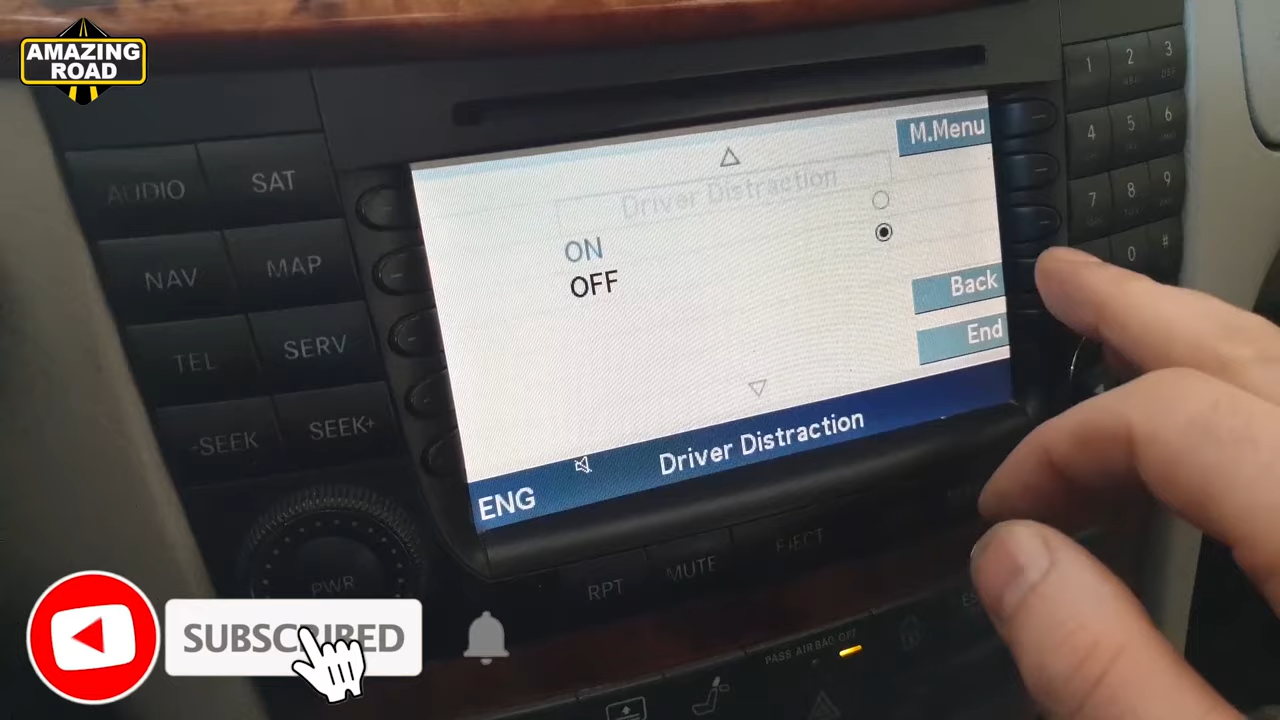 AMAZING
ROAD
AUDIO
SAT
NAV
MAP
TEL
SERV
-SEEK
SEEK+
PWR
M.Menu
Driver Distraction
ON
OFF
Back
End
Driver Distraction
ENG
RPT
MUTE
EJECT
PASS AIRBAG OFF
1
2
3
4
5
6
7
8
9
0
#
SUBSCRIBED